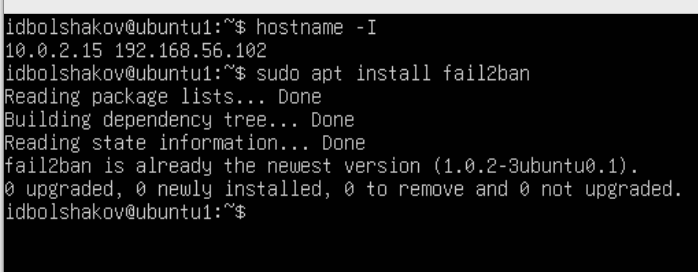 idbolshakov@ubuntu1:~$ hostname -I
10.0.2.15 192.168.56.102
idbolshakov@ubuntu1:~$ sudo apt install fail2ban
Reading package lists... Done
Building dependency tree... Done
Reading state information... Done
fail2ban is already the newest version (1.0.2-3ubuntu0.1).
0 upgraded, 0 newly installed, 0 to remove and 0 not upgraded.
idbolshakov@ubuntu1:~$